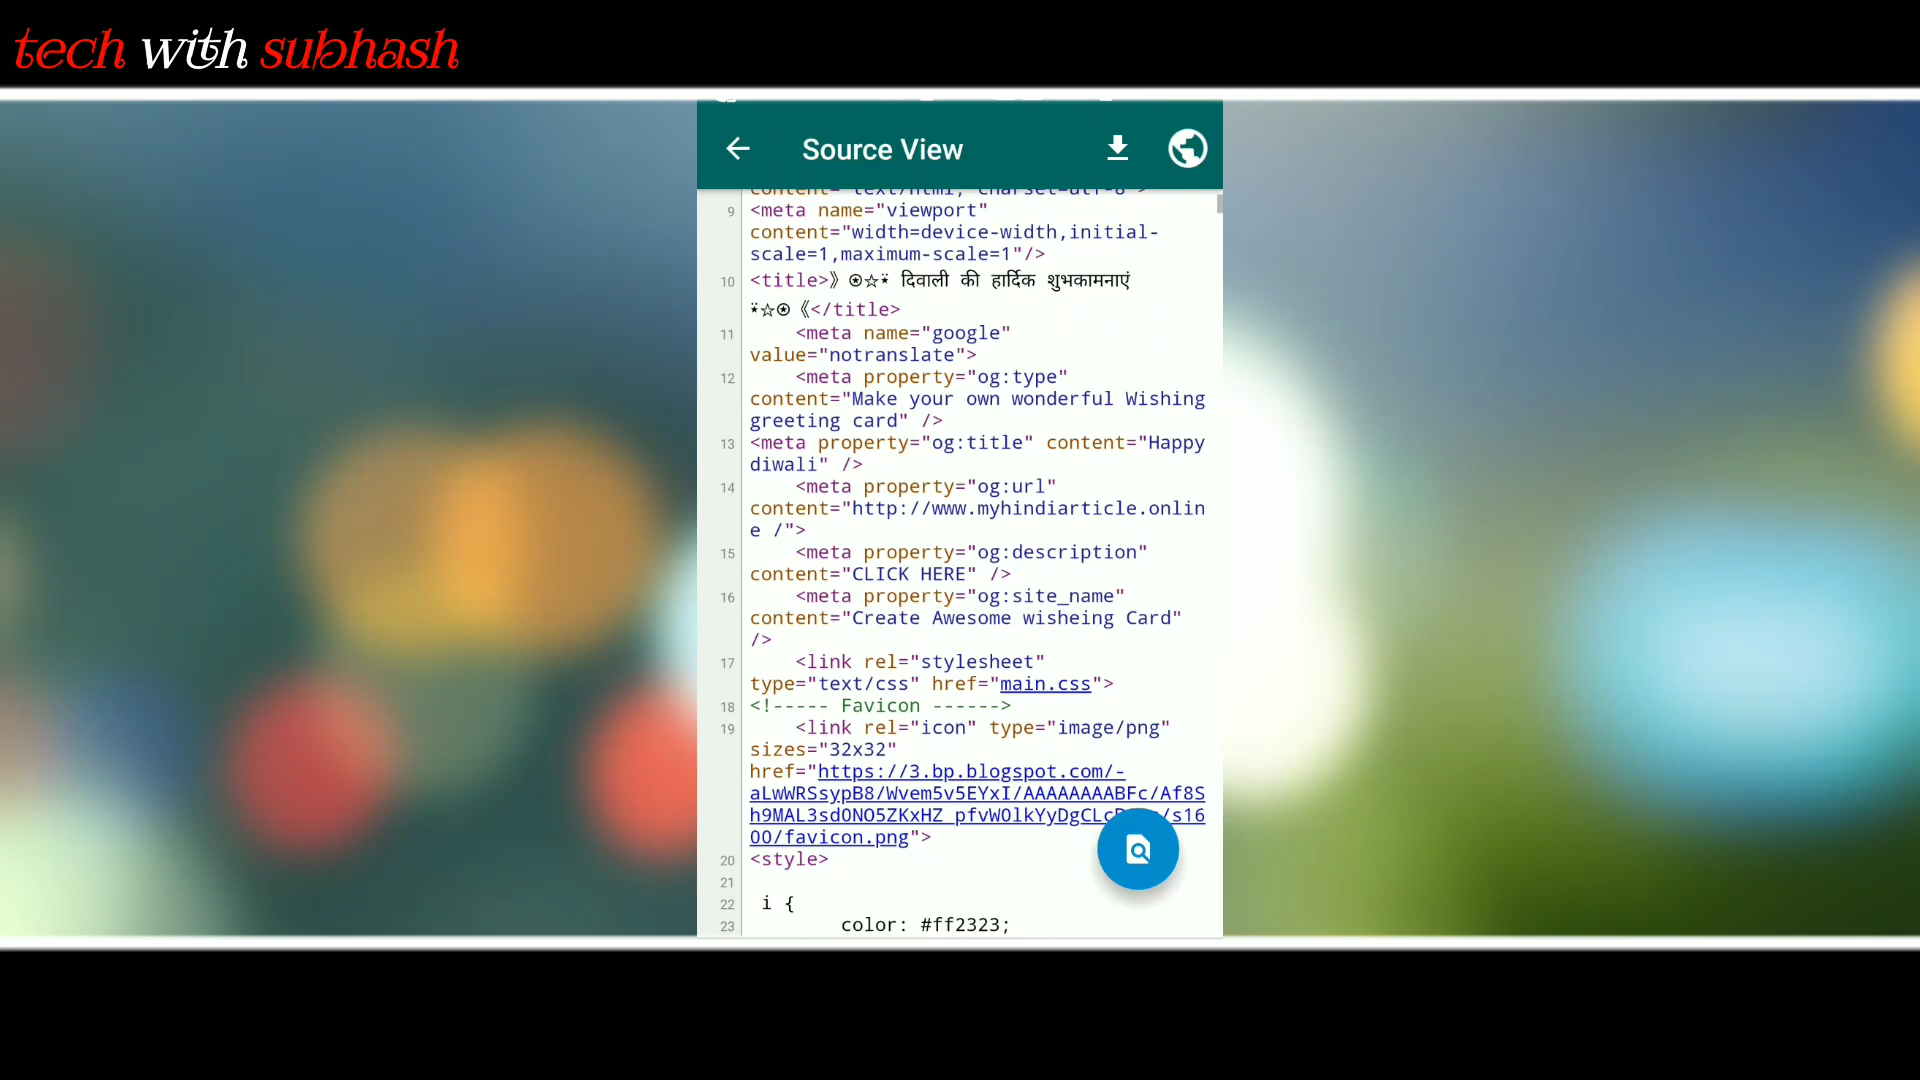 tech with subhash
Source View
content="text/html; charset=utf-8">
9 <meta name="viewport"
content="width=device-width,initial-
scale=1,maximum-scale=1"/>
10 <title>》⍟☆⍣ दिवाली की हार्दिक शुभकामनाएं
⍣☆⍟《</title>
11 <meta name="google"
value="notranslate">
12 <meta property="og:type"
content="Make your own wonderful Wishing
greeting card" />
13 <meta property="og:title" content="Happy
diwali" />
14 <meta property="og:url"
content="http://www.myhindiarticle.onlin
e /">
15 <meta property="og:description"
content="CLICK HERE" />
16 <meta property="og:site_name"
content="Create Awesome wisheing Card"
/>
17 <link rel="stylesheet"
type="text/css" href="main.css">
18 <!----- Favicon ------>
19 <link rel="icon" type="image/png"
sizes="32x32"
href="https://3.bp.blogspot.com/-
aLwWRSsypB8/Wvem5v5EYxI/AAAAAAAABFc/Af8S
/s16
00/favicon.png">
20 <style>
21
22 i {
23 color: #ff2323;